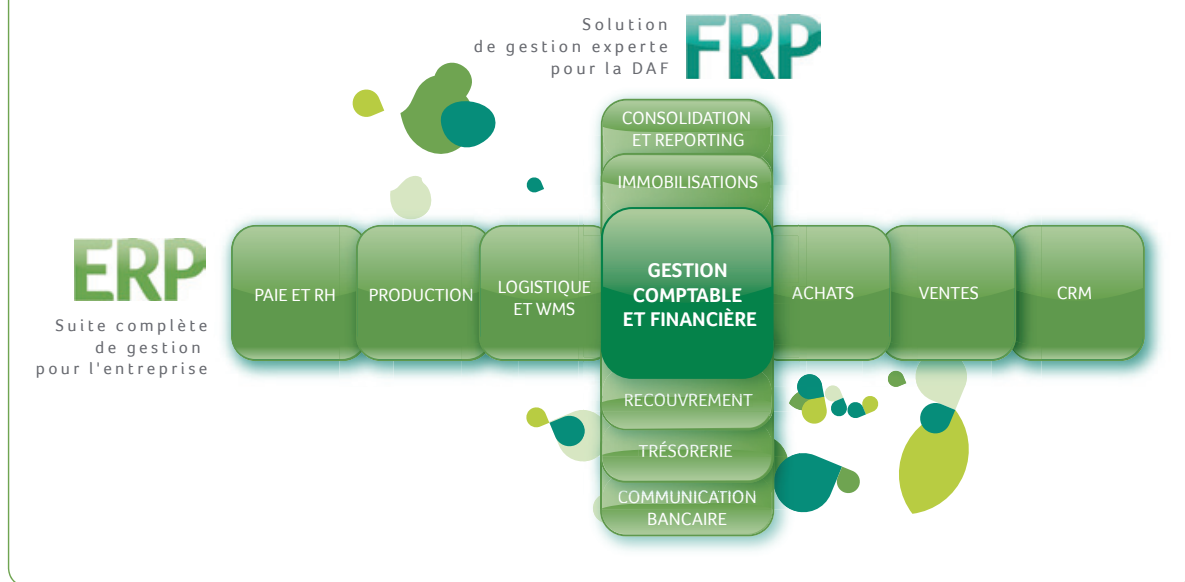 Solution
de gestion experte
pour la DAF
FRP
CONSOLIDATION
ET REPORTING
IMMOBILISATIONS
ERP
Suite complète
de gestion
pour l'entreprise
PAIE ET RH
PRODUCTION
LOGISTIQUE
ET WMS
GESTION
COMPTABLE
ET FINANCIÈRE
ACHATS
VENTES
CRM
RECOUVREMENT
TRÉSORERIE
COMMUNICATION
BANCAIRE